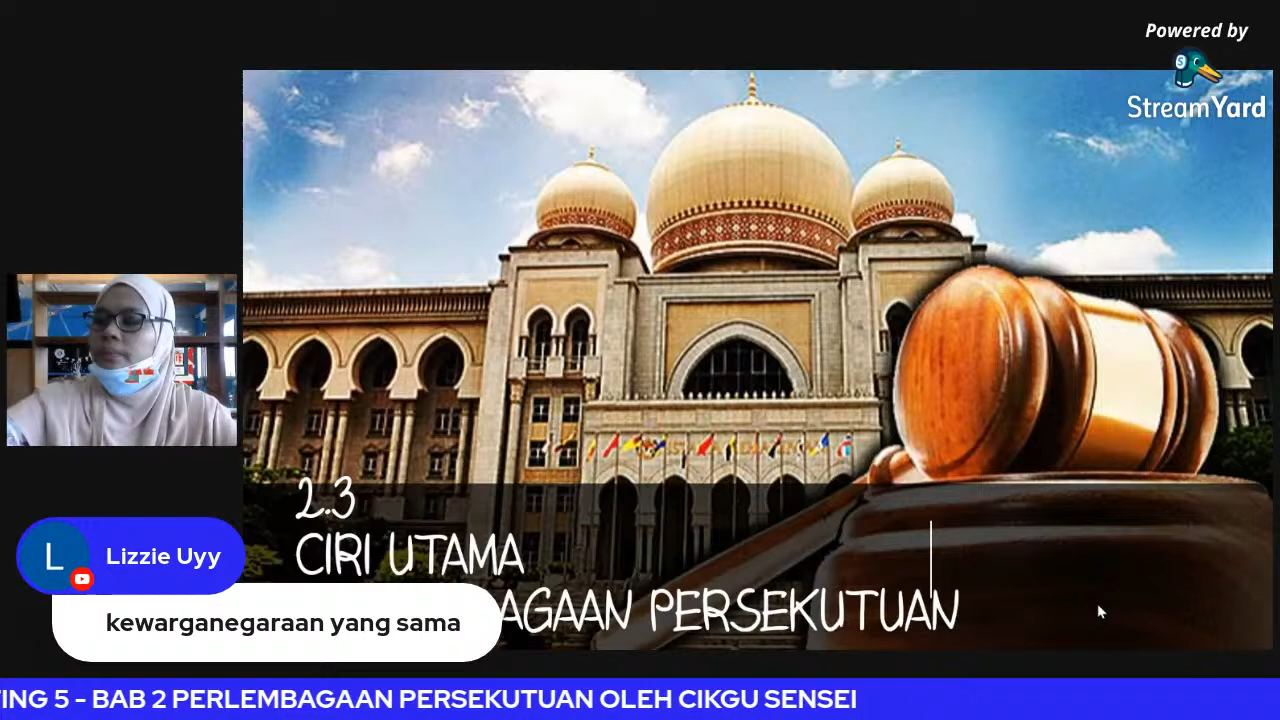 Powered by
StreamYard
2.3
CIRI UTAMA
AGAAN PERSEKUTUAN
L
Lizzie Uyy
kewarganegaraan yang sama
ING 5 - BAB 2 PERLEMBAGAAN PERSEKUTUAN OLEH CIKGU SENSEI